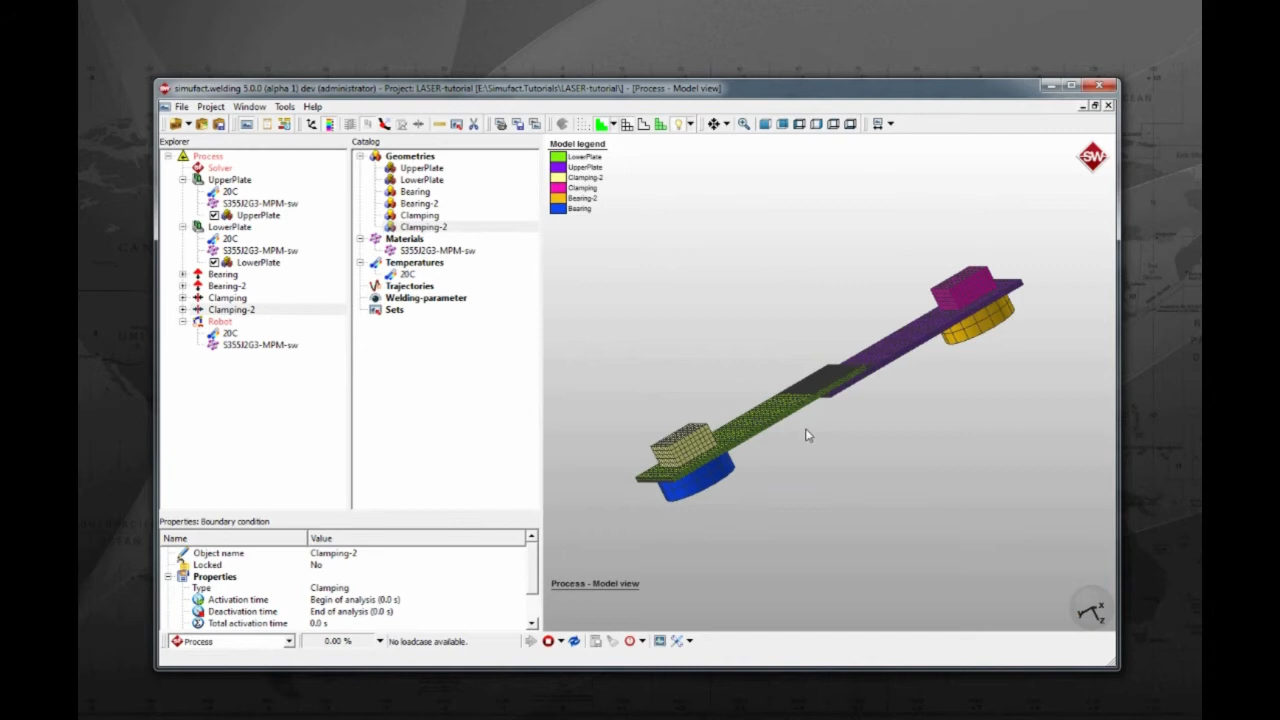 simufact.welding 5.0.0 (alpha 1) dev (administrator) - Project: LASER-tutorial [E:\Simufact.Tutorials\LASER-tutorial\] - [Process - Model view]
File Project Window Tools Help
Explorer
Process
Solver
UpperPlate
20C
S355J2G3-MPM-sw
UpperPlate
LowerPlate
20C
S355J2G3-MPM-sw
LowerPlate
Bearing
Bearing-2
Clamping
Clamping-2
Robot
20C
S355J2G3-MPM-sw
Catalog
Geometries
UpperPlate
LowerPlate
Bearing
Bearing-2
Clamping
Clamping-2
Materials
S355J2G3-MPM-sw
Temperatures
20C
Trajectories
Welding-parameter
Sets
Model legend
LowerPlate
UpperPlate
Clamping-2
Clamping
Bearing-2
Bearing
SW
Process - Model view
X
Y
Z
Properties: Boundary condition
Name Value
Object name Clamping-2
Locked No
Properties
Type Clamping
Activation time Begin of analysis (0.0 s)
Deactivation time End of analysis (0.0 s)
Total activation time 0.0 s
Process 0.00 % No loadcase available.